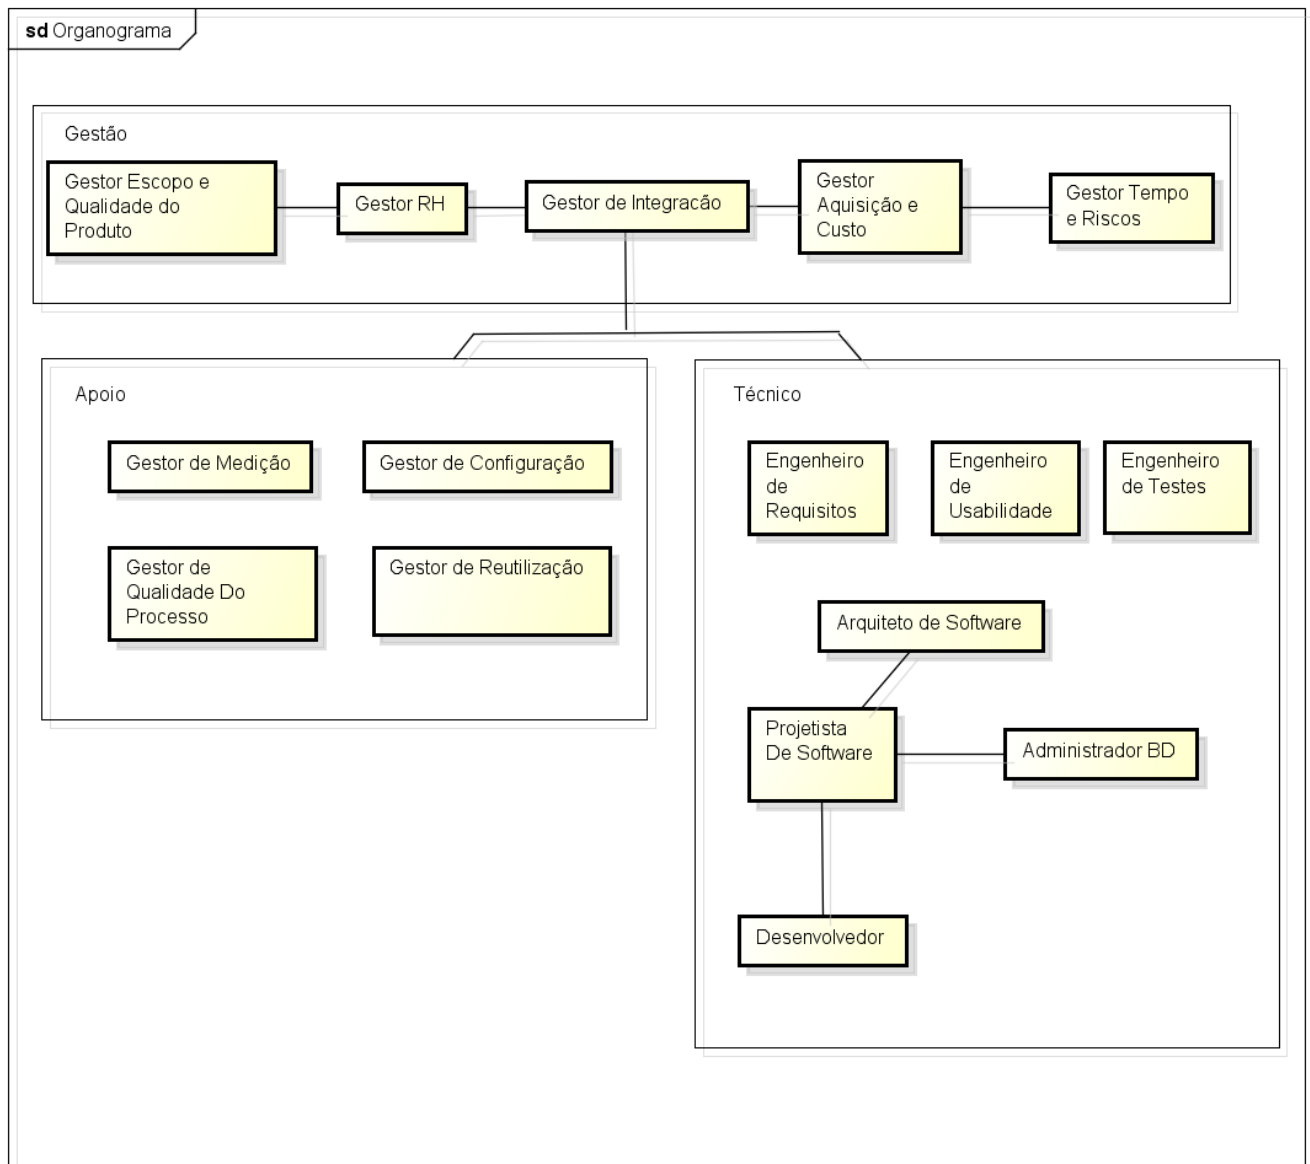 sd Organograma
Gestão
Gestor Escopo e
Qualidade do
Produto
Gestor RH
Gestor de Integracão
Gestor
Aquisição e
Custo
Gestor Tempo
e Riscos
Apoio
Gestor de Medição
Gestor de Configuração
Gestor de
Qualidade Do
Processo
Gestor de Reutilização
Técnico
Engenheiro
de
Requisitos
Engenheiro
de
Usabilidade
Engenheiro
de Testes
Arquiteto de Software
Projetista
De Software
Administrador BD
Desenvolvedor